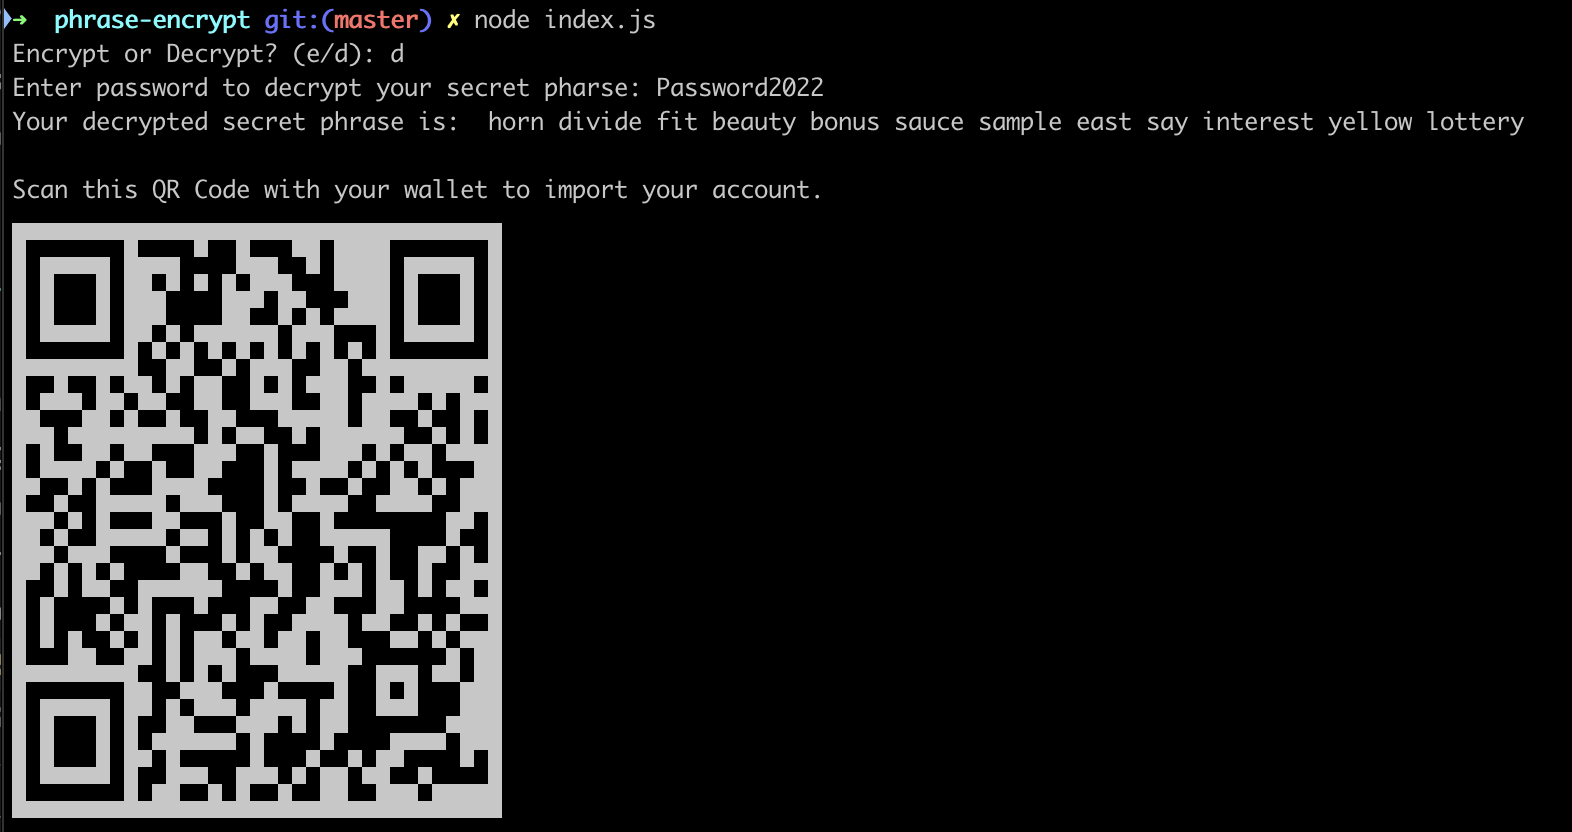 ➜  phrase-encrypt git:(master) ✗ node index.js
Encrypt or Decrypt? (e/d): d
Enter password to decrypt your secret pharse: Password2022
Your decrypted secret phrase is:  horn divide fit beauty bonus sauce sample east say interest yellow lottery
Scan this QR Code with your wallet to import your account.